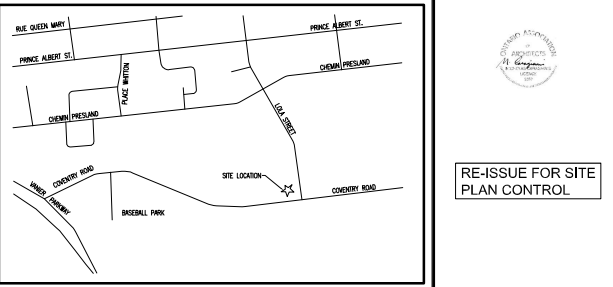 RUE QUEEN MARY
PRINCE ALBERT ST.
PRINCE ALBERT ST.
CHEMIN PRESLAND
PLACE WHITTON
CHEMIN PRESLAND
LOLA STREET
COVENTRY ROAD
SITE LOCATION
COVENTRY ROAD
VANIER PARKWAY
BASEBALL PARK
ONTARIO ASSOCIATION
OF
ARCHITECTS
LICENCE
RE-ISSUE FOR SITE
PLAN CONTROL